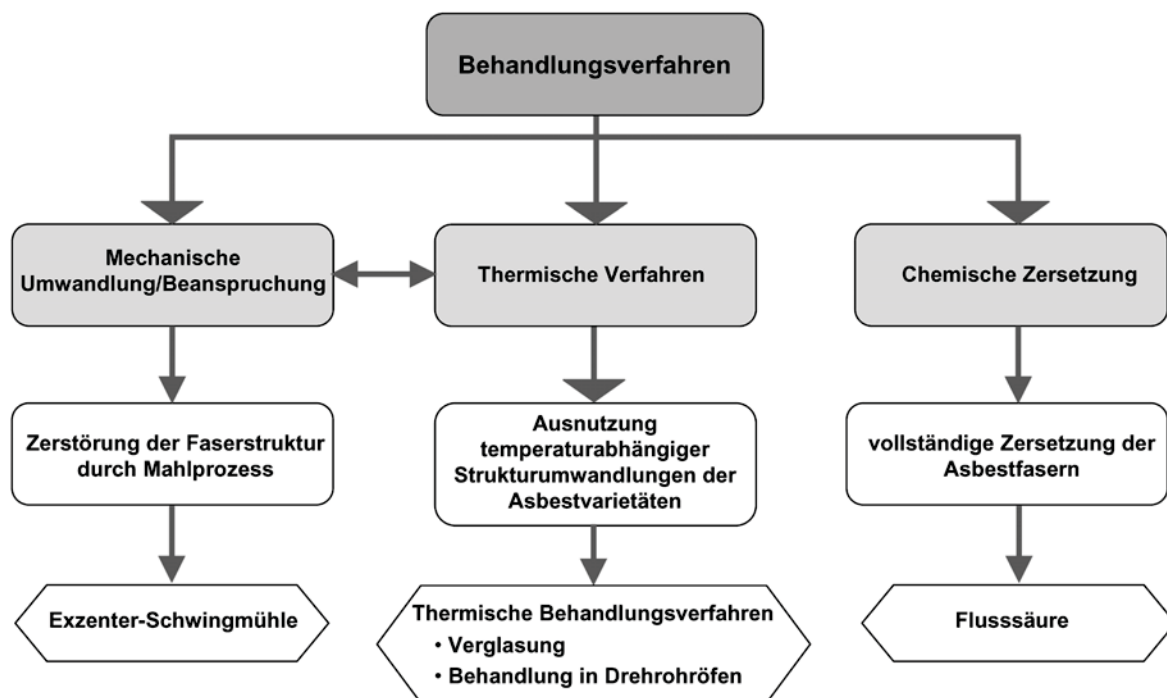 Behandlungsverfahren
Mechanische
Umwandlung/Beanspruchung
Thermische Verfahren
Chemische Zersetzung
Zerstörung der Faserstruktur
durch Mahlprozess
Ausnutzung
temperaturabhängiger
Strukturumwandlungen der
Asbestvarietäten
vollständige Zersetzung der
Asbestfasern
Exzenter-Schwingmühle
Thermische Behandlungsverfahren
• Verglasung
• Behandlung in Drehrohröfen
Flusssäure